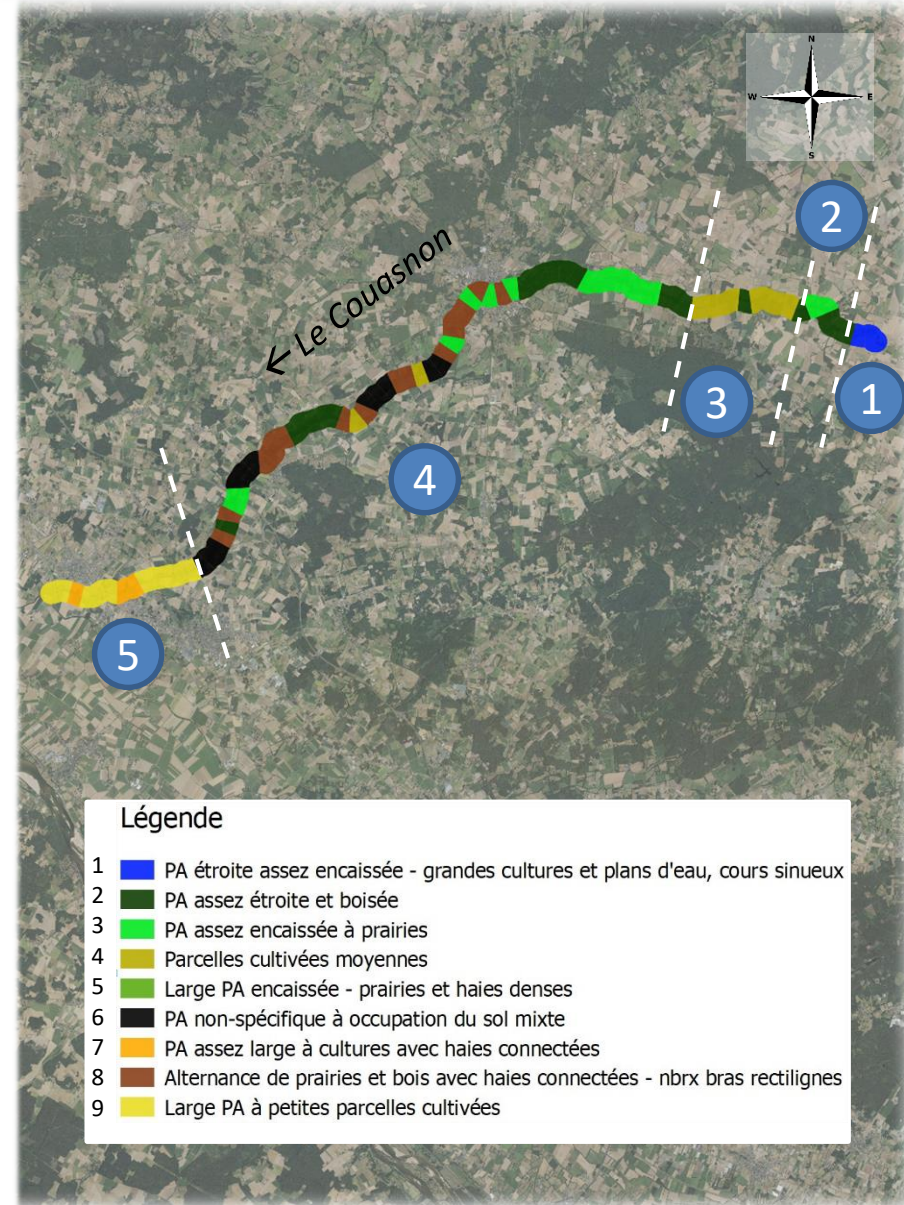 N
W E
S
2
← Le Couasnon
1
3
4
5
Légende
1 PA étroite assez encaissée - grandes cultures et plans d'eau, cours sinueux
2 PA assez étroite et boisée
3 PA assez encaissée à prairies
4 Parcelles cultivées moyennes
5 Large PA encaissée - prairies et haies denses
6 PA non-spécifique à occupation du sol mixte
7 PA assez large à cultures avec haies connectées
8 Alternance de prairies et bois avec haies connectées - nbrx bras rectilignes
9 Large PA à petites parcelles cultivées